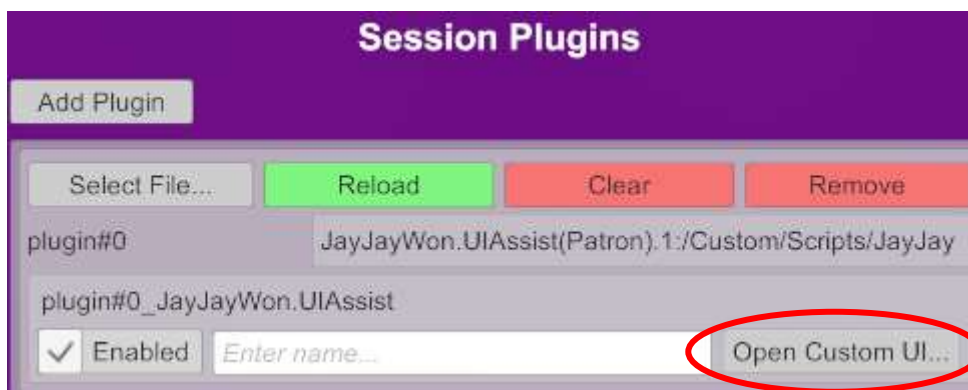 Session Plugins
Add Plugin
Select File... Reload Clear Remove
plugin#0 JayJayWon.UIAssist(Patron).1:/Custom/Scripts/JayJay
plugin#0_JayJayWon.UIAssist
Enabled Enter name... Open Custom UI...